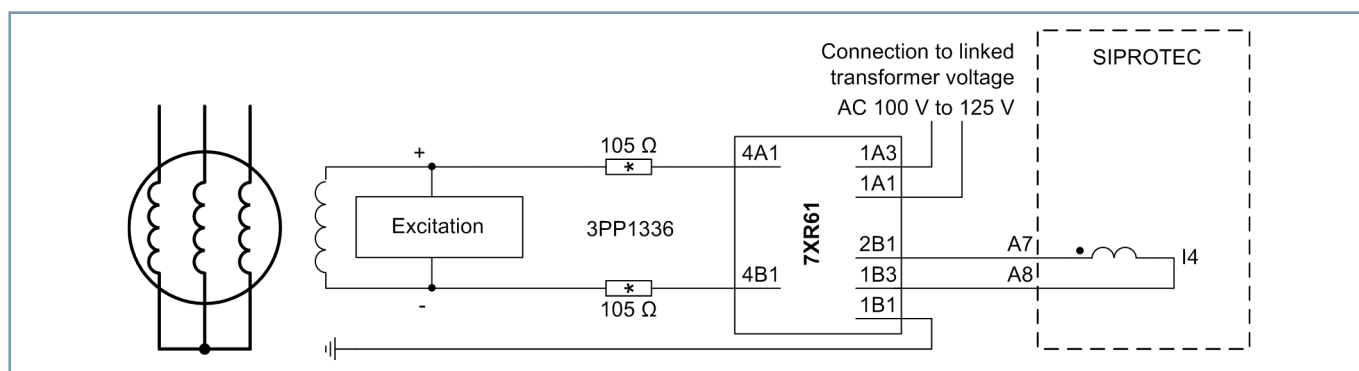 Connection to linked
transformer voltage
AC 100 V to 125 V
SIPROTEC
+
105 Ω
*
4A1
1A3
1A1
Excitation
3PP1336
7XR61
2B1
A7
I4
4B1
1B3
A8
*
-
105 Ω
1B1